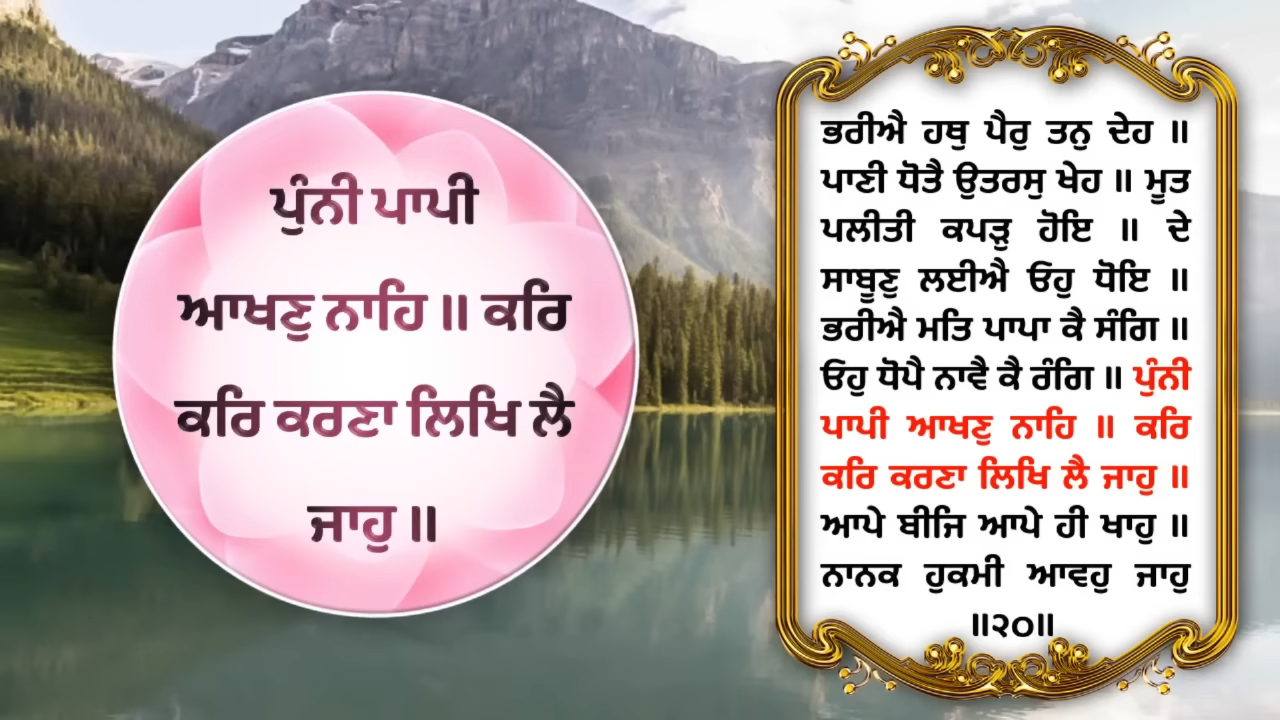 ਪੁੰਨੀ ਪਾਪੀ
ਆਖਣੁ ਨਾਹਿ ॥ ਕਰਿ
ਕਰਿ ਕਰਣਾ ਲਿਖਿ ਲੈ
ਜਾਹੁ ॥
ਭਰੀਐ ਹਥੁ ਪੈਰੁ ਤਨੁ ਦੇਹ ॥
ਪਾਣੀ ਧੋਤੈ ਉਤਰਸੁ ਖੇਹ ॥ ਮੂਤ
ਪਲੀਤੀ ਕਪੜੁ ਹੋਇ ॥ ਦੇ
ਸਾਬੂਣੁ ਲਈਐ ਓਹੁ ਧੋਇ ॥
ਭਰੀਐ ਮਤਿ ਪਾਪਾ ਕੈ ਸੰਗਿ ॥
ਓਹੁ ਧੋਪੈ ਨਾਵੈ ਕੈ ਰੰਗਿ ॥ ਪੁੰਨੀ
ਪਾਪੀ ਆਖਣੁ ਨਾਹਿ ॥ ਕਰਿ
ਕਰਿ ਕਰਣਾ ਲਿਖਿ ਲੈ ਜਾਹੁ ॥
ਆਪੇ ਬੀਜਿ ਆਪੇ ਹੀ ਖਾਹੁ ॥
ਨਾਨਕ ਹੁਕਮੀ ਆਵਹੁ ਜਾਹੁ
॥੨੦॥